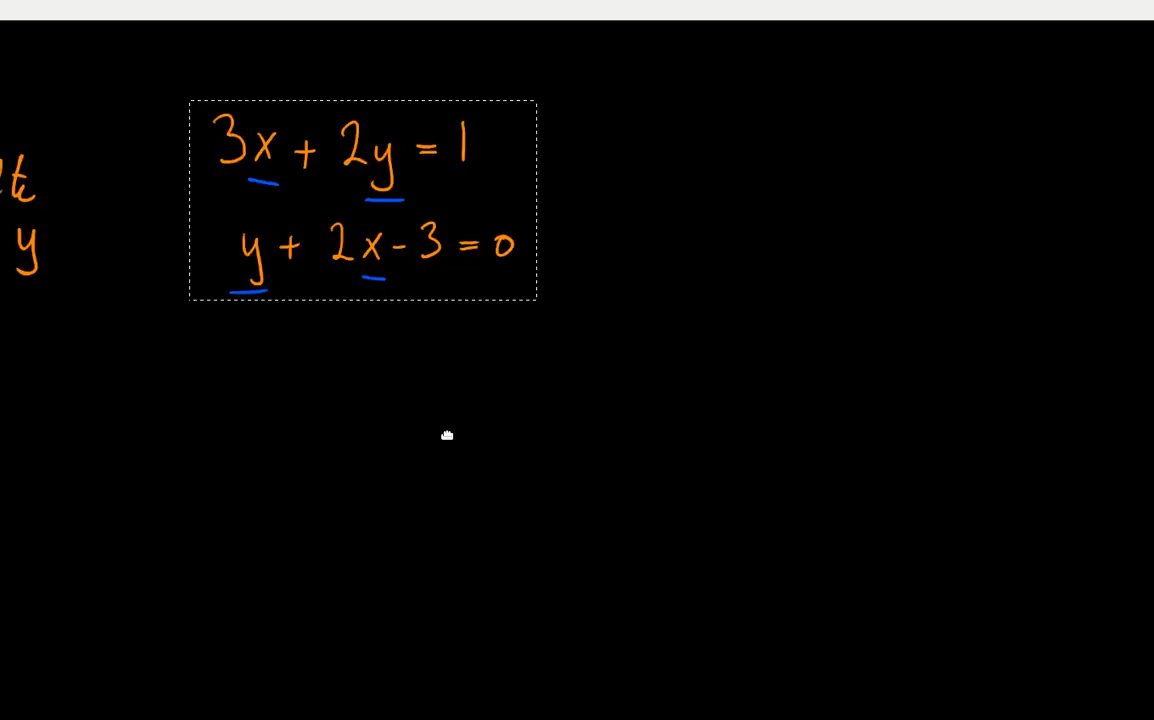 3x + 2y = 1
y + 2x - 3 = 0
y